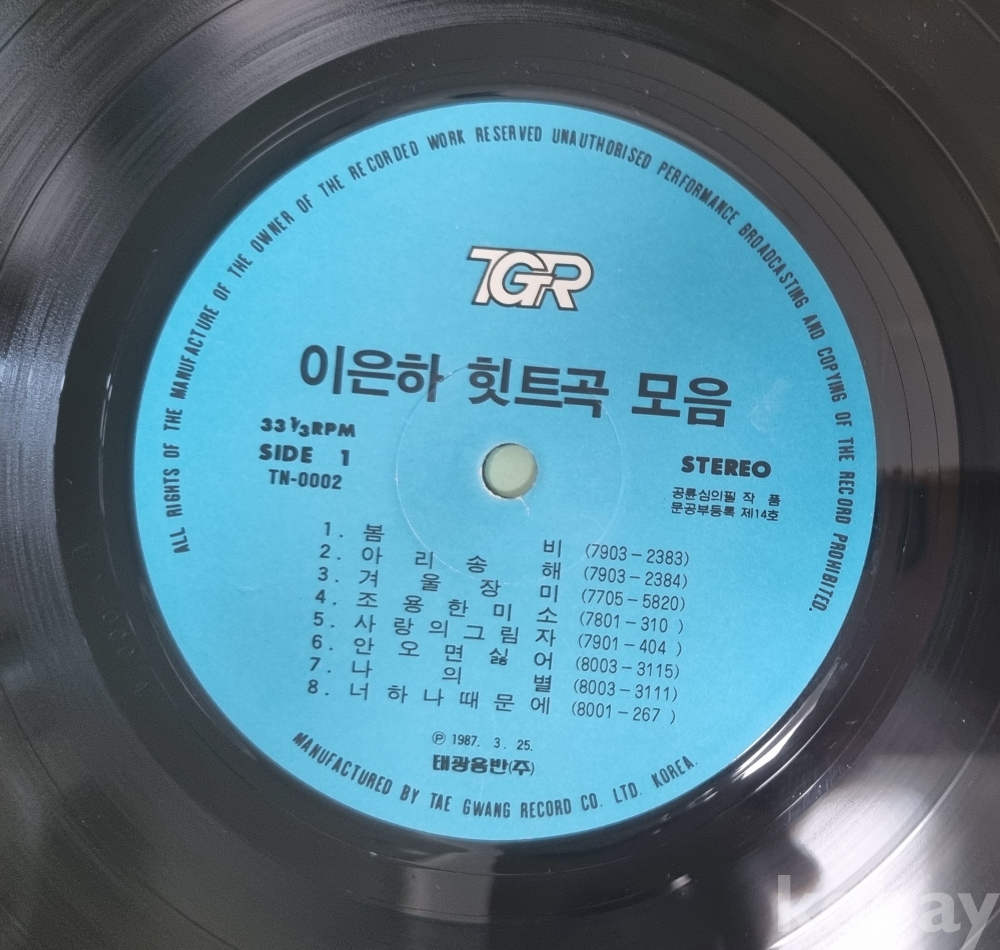 ALL RIGHTS OF THE MANUFACTURE OF THE OWNER OF THE RECORDED WORK RESERVED UNAUTHORISED PERFORMANCE BROADCASTING AND COPYING OF THE RECORD PROHIBITED.
TGR
이은하 힛트곡 모음
33 1/3 RPM
SIDE 1
TN-0002
STEREO
공륜심의필 작품
문공부등록 제14호
1. 봄비 (7903-2383)
2. 아리송해 (7903-2384)
3. 겨울장미 (7705-5820)
4. 조용한미소 (7801-310)
5. 사랑의그림자 (7901-404)
6. 안오면싫어 (8003-3115)
7. 나의별 (8003-3111)
8. 너하나때문에 (8001-267)
Ⓟ 1987. 3. 25.
태광음반(주)
MANUFACTURED BY TAE GWANG RECORD CO. LTD. KOREA.